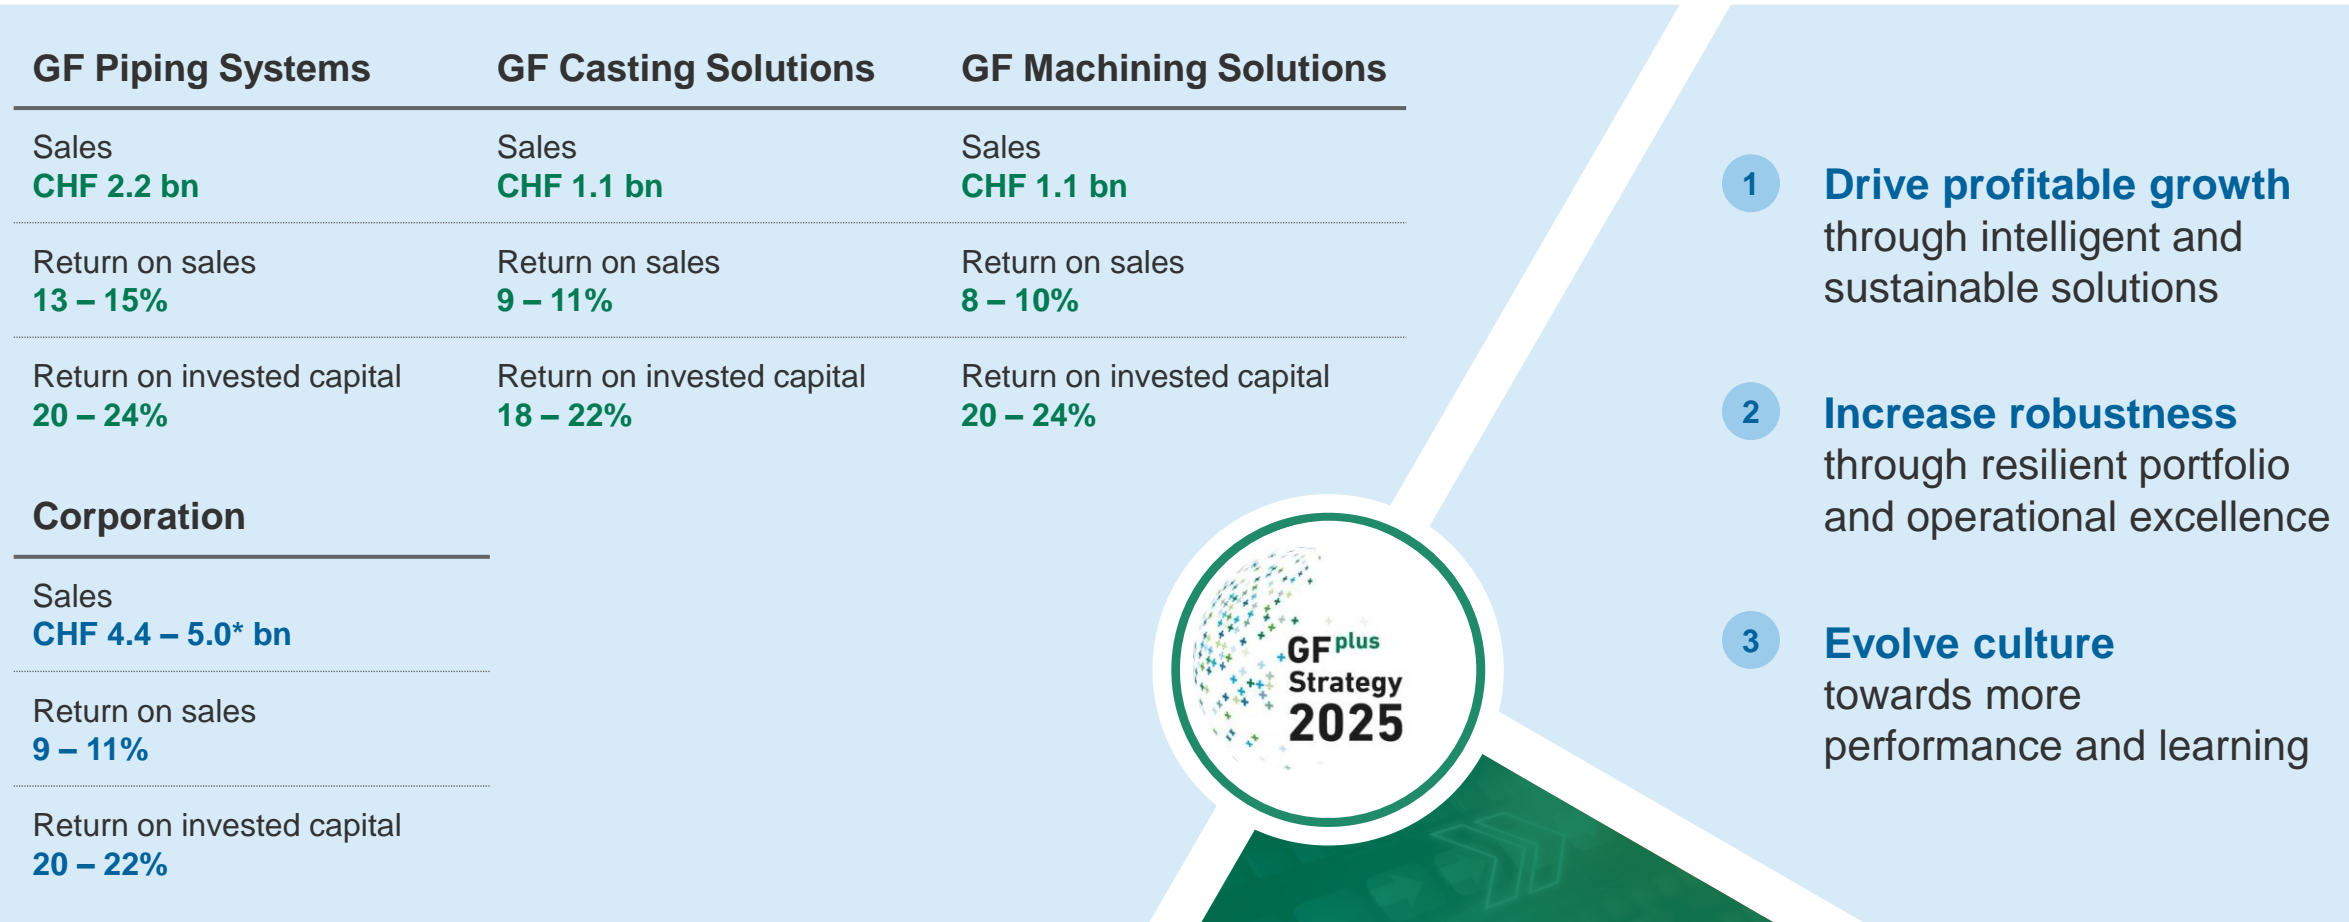 GF Piping Systems
Sales
CHF 2.2 bn
Return on sales
13 – 15%
Return on invested capital
20 – 24%
GF Casting Solutions
Sales
CHF 1.1 bn
Return on sales
9 – 11%
Return on invested capital
18 – 22%
GF Machining Solutions
Sales
CHF 1.1 bn
Return on sales
8 – 10%
Return on invested capital
20 – 24%
Corporation
Sales
CHF 4.4 – 5.0* bn
Return on sales
9 – 11%
Return on invested capital
20 – 22%
GF plus
Strategy
2025
1 Drive profitable growth
through intelligent and
sustainable solutions
2 Increase robustness
through resilient portfolio
and operational excellence
3 Evolve culture
towards more
performance and learning